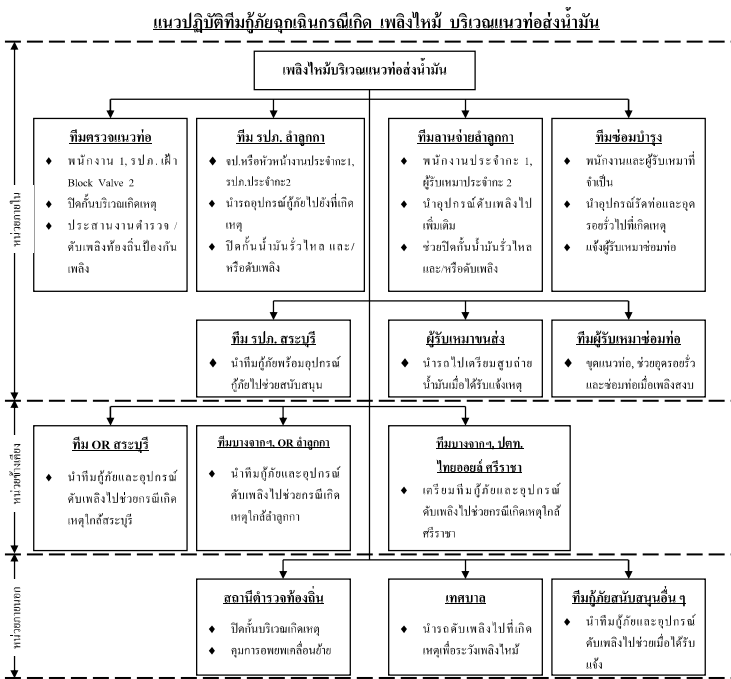 แนวปฏิบัติทีมกู้ภัยฉุกเฉินกรณีเกิด เพลิงไหม้ บริเวณแนวท่อส่งน้ำมัน
เพลิงไหม้บริเวณแนวท่อส่งน้ำมัน
หน่วยภายใน
ทีมตรวจแนวท่อ
♦ พนักงาน 1, รปภ. เฝ้า
Block Valve 2
♦ ปิดกั้นบริเวณเกิดเหตุ
♦ ประสานงานตำรวจ /
ดับเพลิงท้องถิ่นป้องกัน
เพลิง
ทีม รปภ. ลำลูกกา
♦ จป.หรือหัวหน้างานประจำกะ1,
รปภ.ประจำกะ2
♦ นำรถอุปกรณ์กู้ภัยไปยังที่เกิด
เหตุ
♦ ปิดกั้นน้ำมันรั่วไหล และ/
หรือดับเพลิง
ทีมลานจ่ายลำลูกกา
♦ พนักงานประจำกะ 1,
ผู้รับเหมาประจำกะ 2
♦ นำอุปกรณ์ดับเพลิงไป
เพิ่มเติม
♦ ช่วยปิดกั้นน้ำมันรั่วไหล
และ/หรือดับเพลิง
ทีมซ่อมบำรุง
♦ พนักงานและผู้รับเหมาที่
จำเป็น
♦ นำอุปกรณ์รัดท่อและอุด
รอยรั่วไปที่เกิดเหตุ
♦ แจ้งผู้รับเหมาซ่อมท่อ
ทีม รปภ. สระบุรี
♦ นำทีมกู้ภัยพร้อมอุปกรณ์
กู้ภัยไปช่วยสนับสนุน
ผู้รับเหมาขนส่ง
♦ นำรถไปเตรียมสูบถ่าย
น้ำมันเมื่อได้รับแจ้งเหตุ
ทีมผู้รับเหมาซ่อมท่อ
♦ ขุดแนวท่อ, ช่วยอุดรอยรั่ว
และซ่อมท่อเมื่อเพลิงสงบ
หน่วยข้างเคียง
ทีม OR สระบุรี
♦ นำทีมกู้ภัยและอุปกรณ์
ดับเพลิงไปช่วยกรณีเกิด
เหตุใกล้สระบุรี
ทีมบางจากฯ, OR ลำลูกกา
♦ นำทีมกู้ภัยและอุปกรณ์
ดับเพลิงไปช่วยกรณีเกิด
เหตุใกล้ลำลูกกา
ทีมบางจากฯ, ปตท.
ไทยออยล์ ศรีราชา
♦ เตรียมทีมกู้ภัยและอุปกรณ์
ดับเพลิงไปช่วยกรณีเกิดเหตุใกล้
ศรีราชา
หน่วยภายนอก
สถานีตำรวจท้องถิ่น
♦ ปิดกั้นบริเวณเกิดเหตุ
♦ คุมการอพยพเคลื่อนย้าย
เทศบาล
♦ นำรถดับเพลิงไปที่เกิด
เหตุเพื่อระวังเพลิงไหม้
ทีมกู้ภัยสนับสนุนอื่น ๆ
♦ นำทีมกู้ภัยและอุปกรณ์
ดับเพลิงไปช่วยเมื่อได้รับ
แจ้ง